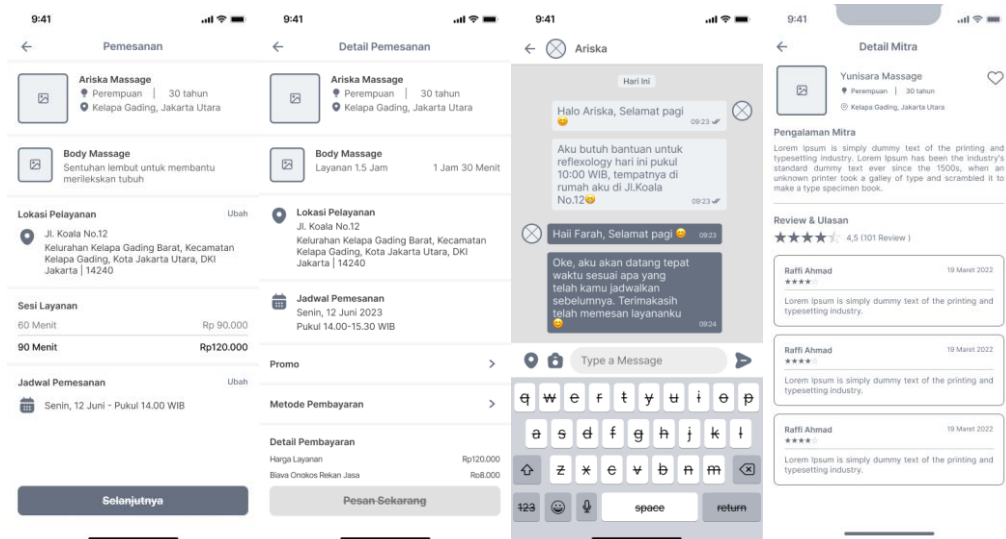 9:41
Pemesanan
Ariska Massage
Perempuan | 30 tahun
Kelapa Gading, Jakarta Utara
Body Massage
Sentuhan lembut untuk membantu
merilekskan tubuh
Lokasi Pelayanan Ubah
Jl. Koala No.12
Kelurahan Kelapa Gading Barat, Kecamatan
Kelapa Gading, Kota Jakarta Utara, DKI
Jakarta | 14240
Sesi Layanan
60 Menit Rp 90.000
90 Menit Rp120.000
Jadwal Pemesanan Ubah
Senin, 12 Juni - Pukul 14.00 WIB
Selanjutnya
9:41
Detail Pemesanan
Ariska Massage
Perempuan | 30 tahun
Kelapa Gading, Jakarta Utara
Body Massage
Layanan 1.5 Jam 1 Jam 30 Menit
Lokasi Pelayanan
Jl. Koala No.12
Kelurahan Kelapa Gading Barat, Kecamatan
Kelapa Gading, Kota Jakarta Utara, DKI
Jakarta | 14240
Jadwal Pemesanan
Senin, 12 Juni 2023
Pukul 14.00-15.30 WIB
Promo
Metode Pembayaran
Detail Pembayaran
Harga Layanan Rp120.000
Biaya Ongkos Rekan Jasa Rp8.000
Pesan Sekarang
9:41
Ariska
Hari Ini
Halo Ariska, Selamat pagi
😊 09:23
Aku butuh bantuan untuk
reflexology hari ini pukul
10:00 WIB, tempatnya di
rumah aku di Jl.Koala
No.12😊 09:23
Haii Farah, Selamat pagi 😊 09:23
Oke, aku akan datang tepat
waktu sesuai apa yang
telah kamu jadwalkan
sebelumnya. Terimakasih
telah memesan layananku
😊 09:24
Type a Message
q w e r t y u i o p
a s d f g h j k l
z x c v b n m
123 space return
9:41
Detail Mitra
Yunisara Massage
Perempuan | 30 tahun
Kelapa Gading, Jakarta Utara
Pengalaman Mitra
Lorem Ipsum is simply dummy text of the printing and
typesetting industry. Lorem Ipsum has been the industry's
standard dummy text ever since the 1500s, when an
unknown printer took a galley of type and scrambled it to
make a type specimen book.
Review & Ulasan
4,5 (101 Review )
Raffi Ahmad 19 Maret 2022
Lorem Ipsum is simply dummy text of the printing and
typesetting industry.
Raffi Ahmad 19 Maret 2022
Lorem Ipsum is simply dummy text of the printing and
typesetting industry.
Raffi Ahmad 19 Maret 2022
Lorem Ipsum is simply dummy text of the printing and
typesetting industry.